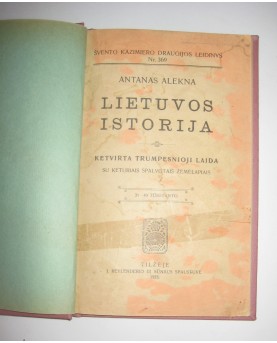 ŠVENTO KAZIMIERO DRAUGIJOS LEIDINYS
ANTANAS ALEKNA
LIETUVOS
ISTORIJA
KETVIRTA TRUMPESNIOJI LAIDA
SU KETURIAIS SPALVOTAIS ŽEMĖLAPIAIS
TILŽĖJE